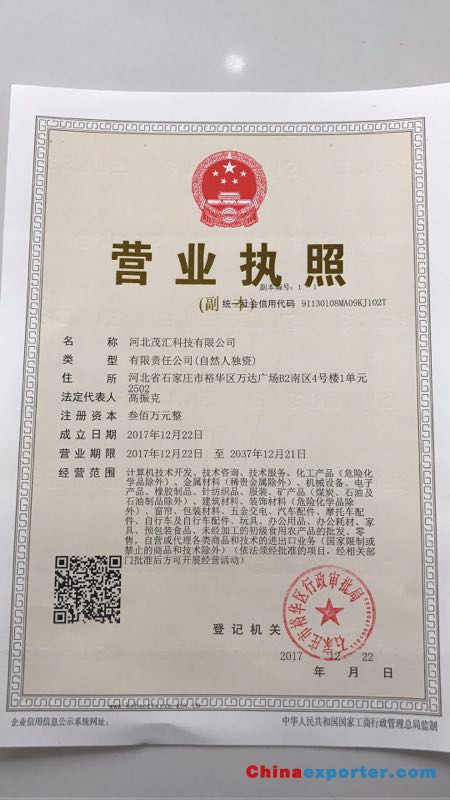 营业执照
副本编号: 1 - 1
(副 本)
统一社会信用代码 91130108MA09KJ102T
名 称 河北茂汇科技有限公司
类 型 有限责任公司(自然人独资)
住 所 河北省石家庄市裕华区万达广场B2南区4号楼1单元
2502
法定代表人 高振克
注册资本 叁佰万元整
成立日期 2017年12月22日
营业期限 2017年12月22日 至 2037年12月21日
经营范围 计算机技术开发、技术咨询、技术服务，化工产品（危险化
学品除外）、金属材料（稀贵金属除外）、机械设备、电子
产品、橡胶制品、针纺织品、服装、矿产品（煤炭、石油及
石油制品除外）、建筑材料、装饰材料（危险化学品除
外）、窗帘、包装材料、五金交电、汽车配件、摩托车配
件、自行车及自行车配件、玩具、办公用品、办公耗材、家
具、预包装食品、未经加工的初级食用农产品的批发、零
售，自营或代理各类商品和技术的进出口业务（国家限制或
禁止的商品和技术除外）（依法须经批准的项目，经相关部
门批准后方可开展经营活动）
石家庄市裕华区行政审批局
登记机关
2017 12 22
年 月 日
企业信用信息公示系统网址:
中华人民共和国国家工商行政管理总局监制
Chinaexporter.com